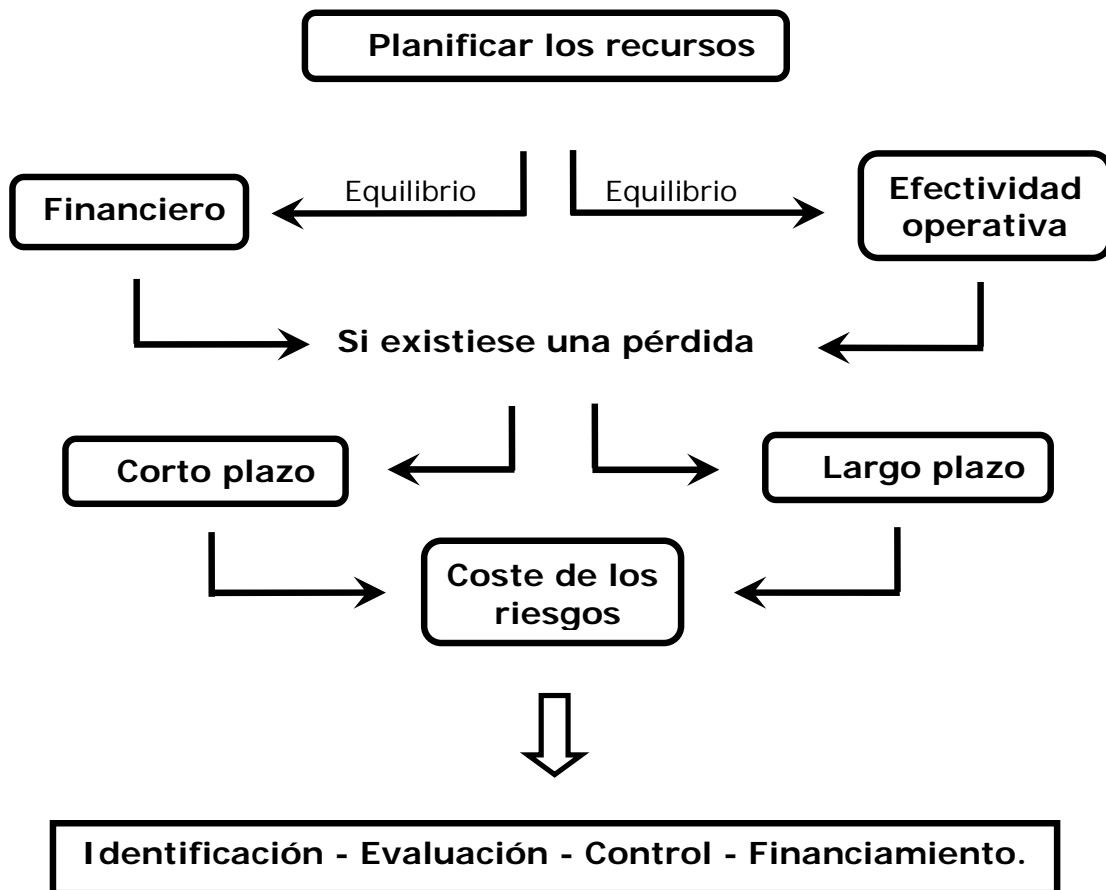 Planificar los recursos
Equilibrio
Equilibrio
Financiero
Efectividad
operativa
Si existiese una pérdida
Corto plazo
Largo plazo
Coste de los
riesgos
Identificación - Evaluación - Control - Financiamiento.